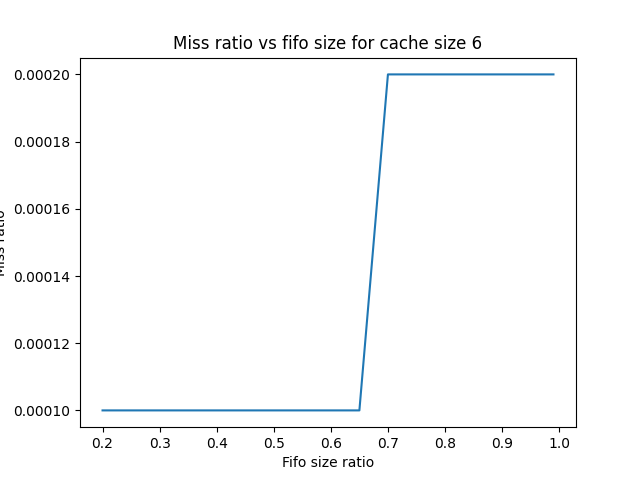 Miss ratio vs fifo size for cache size 6
0.00020
0.00018
0.00016
0.00014
0.00012
0.00010
Miss ratio
0.2 0.3 0.4 0.5 0.6 0.7 0.8 0.9 1.0
Fifo size ratio